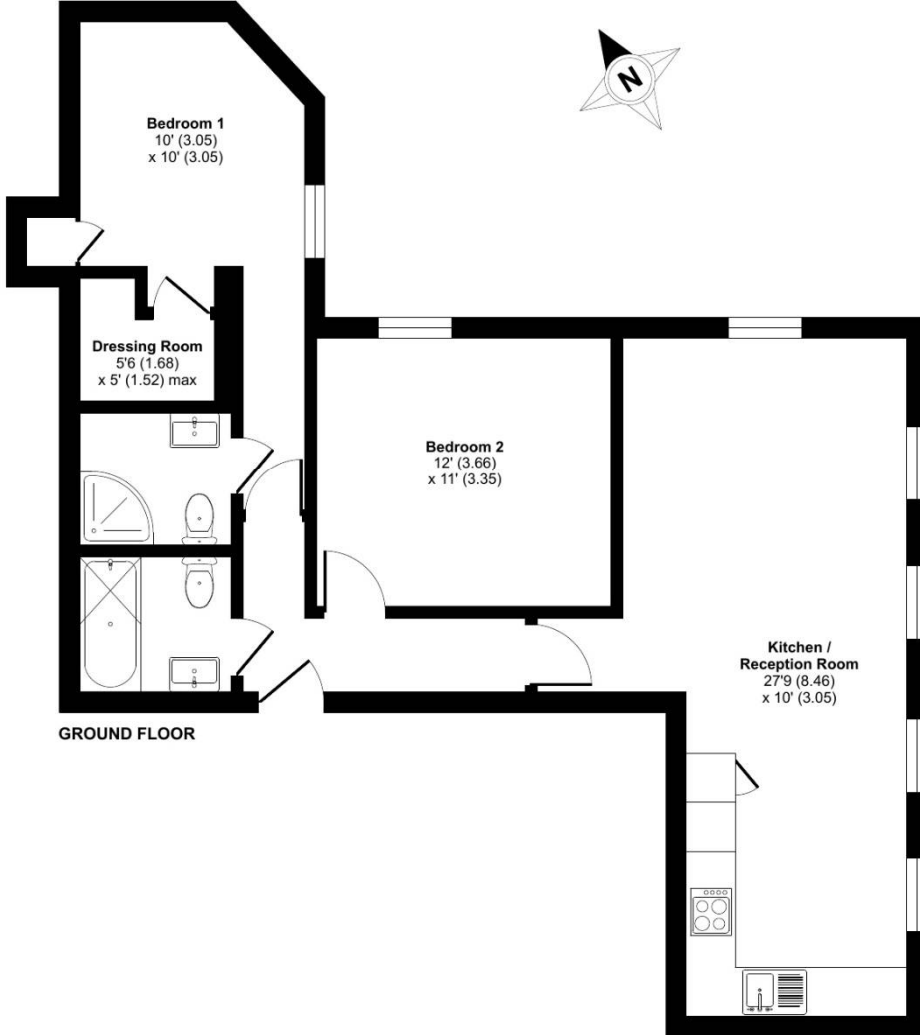 N
Bedroom 1
10' (3.05)
x 10' (3.05)
Dressing Room
5'6 (1.68)
x 5' (1.52) max
Bedroom 2
12' (3.66)
x 11' (3.35)
Kitchen /
Reception Room
27'9 (8.46)
x 10' (3.05)
GROUND FLOOR